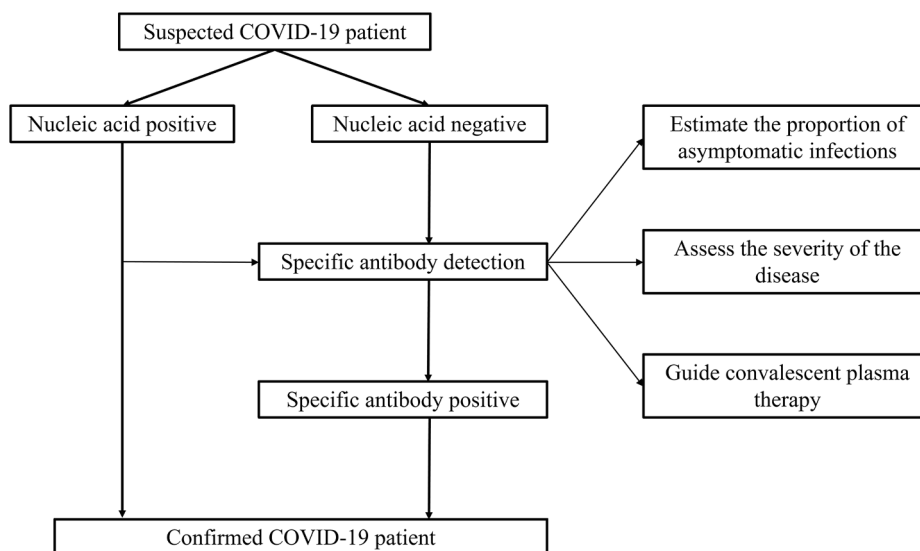 Suspected COVID-19 patient
Nucleic acid positive
Nucleic acid negative
Estimate the proportion of
asymptomatic infections
Specific antibody detection
Assess the severity of the
disease
Specific antibody positive
Guide convalescent plasma
therapy
Confirmed COVID-19 patient